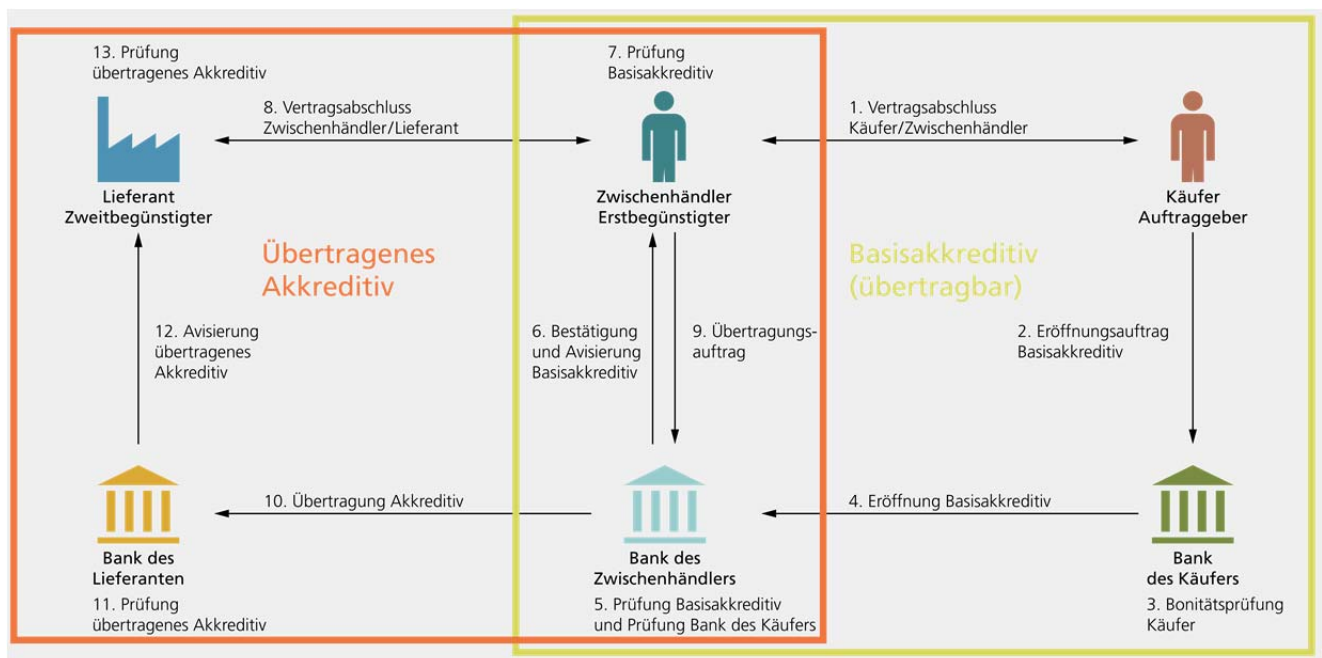 13. Prüfung
übertragenes Akkreditiv
7. Prüfung
Basisakkreditiv
8. Vertragsabschluss
Zwischenhändler/Lieferant
1. Vertragsabschluss
Käufer/Zwischenhändler
Lieferant
Zweitbegünstigter
Zwischenhändler
Erstbegünstigter
Käufer
Auftraggeber
Übertragenes
Akkreditiv
Basisakkreditiv
(übertragbar)
12. Avisierung
übertragenes
Akkreditiv
6. Bestätigung
und Avisierung
Basisakkreditiv
9. Übertragungs-
auftrag
2. Eröffnungsauftrag
Basisakkreditiv
10. Übertragung Akkreditiv
4. Eröffnung Basisakkreditiv
Bank des
Lieferanten
11. Prüfung
übertragenes Akkreditiv
Bank des
Zwischenhändlers
5. Prüfung Basisakkreditiv
und Prüfung Bank des Käufers
Bank
des Käufers
3. Bonitätsprüfung
Käufer